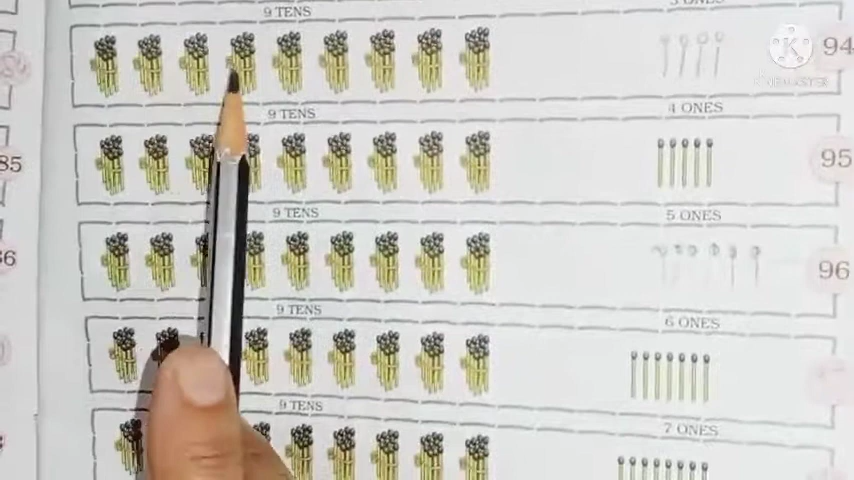 9 TENS
3 ONES
94
K
KINEMASTER
9 TENS
4 ONES
85
95
9 TENS
5 ONES
96
9 TENS
6 ONES
9 TENS
7 ONES